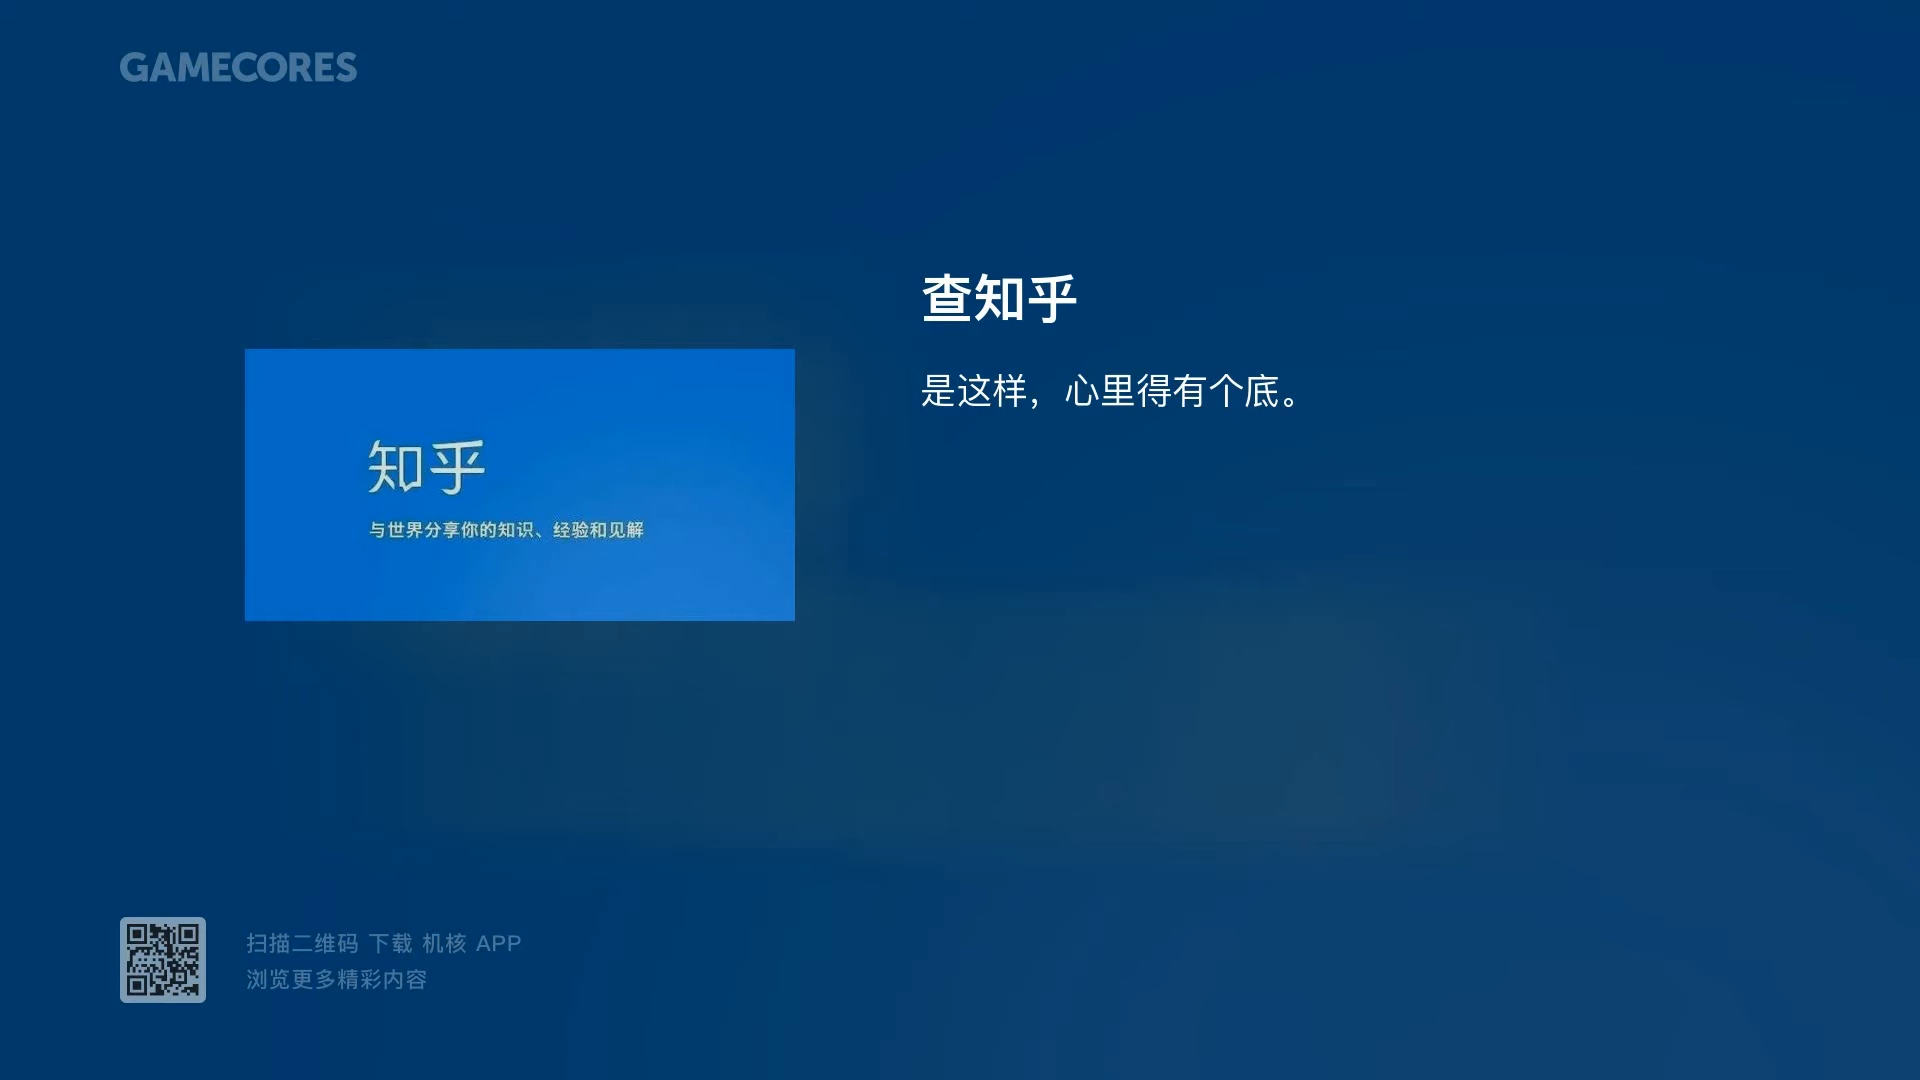 GAMECORES
查知乎
是这样，心里得有个底。
知乎
与世界分享你的知识、经验和见解
扫描二维码 下载 机核 APP
浏览更多精彩内容